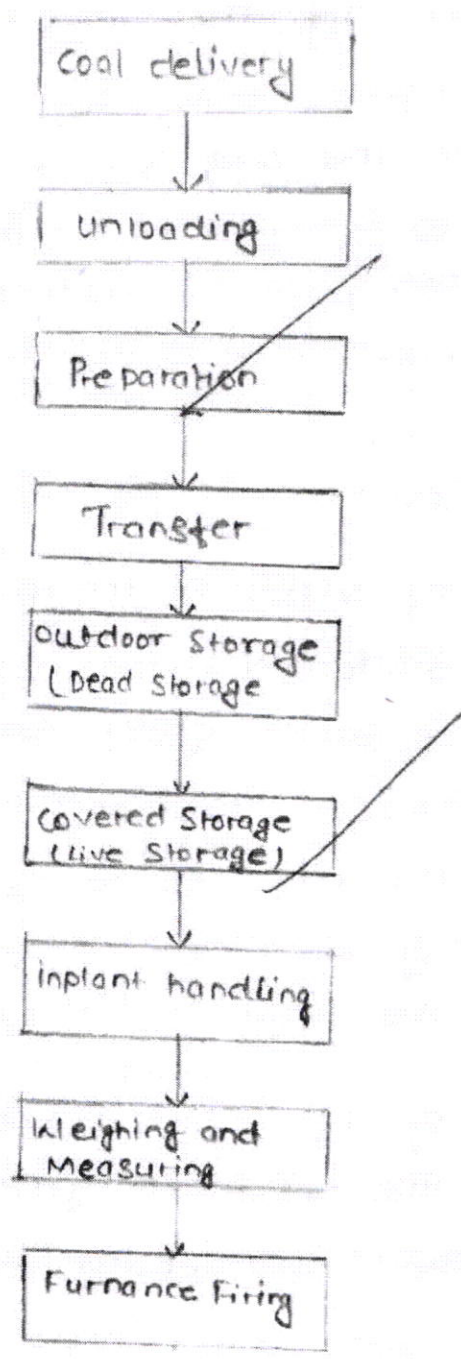 Coal delivery
unloading
Preparation
Transfer
outdoor Storage
(Dead Storage
Covered Storage
(Live Storage)
inplant handling
Weighing and
Measuring
Furnance Firing